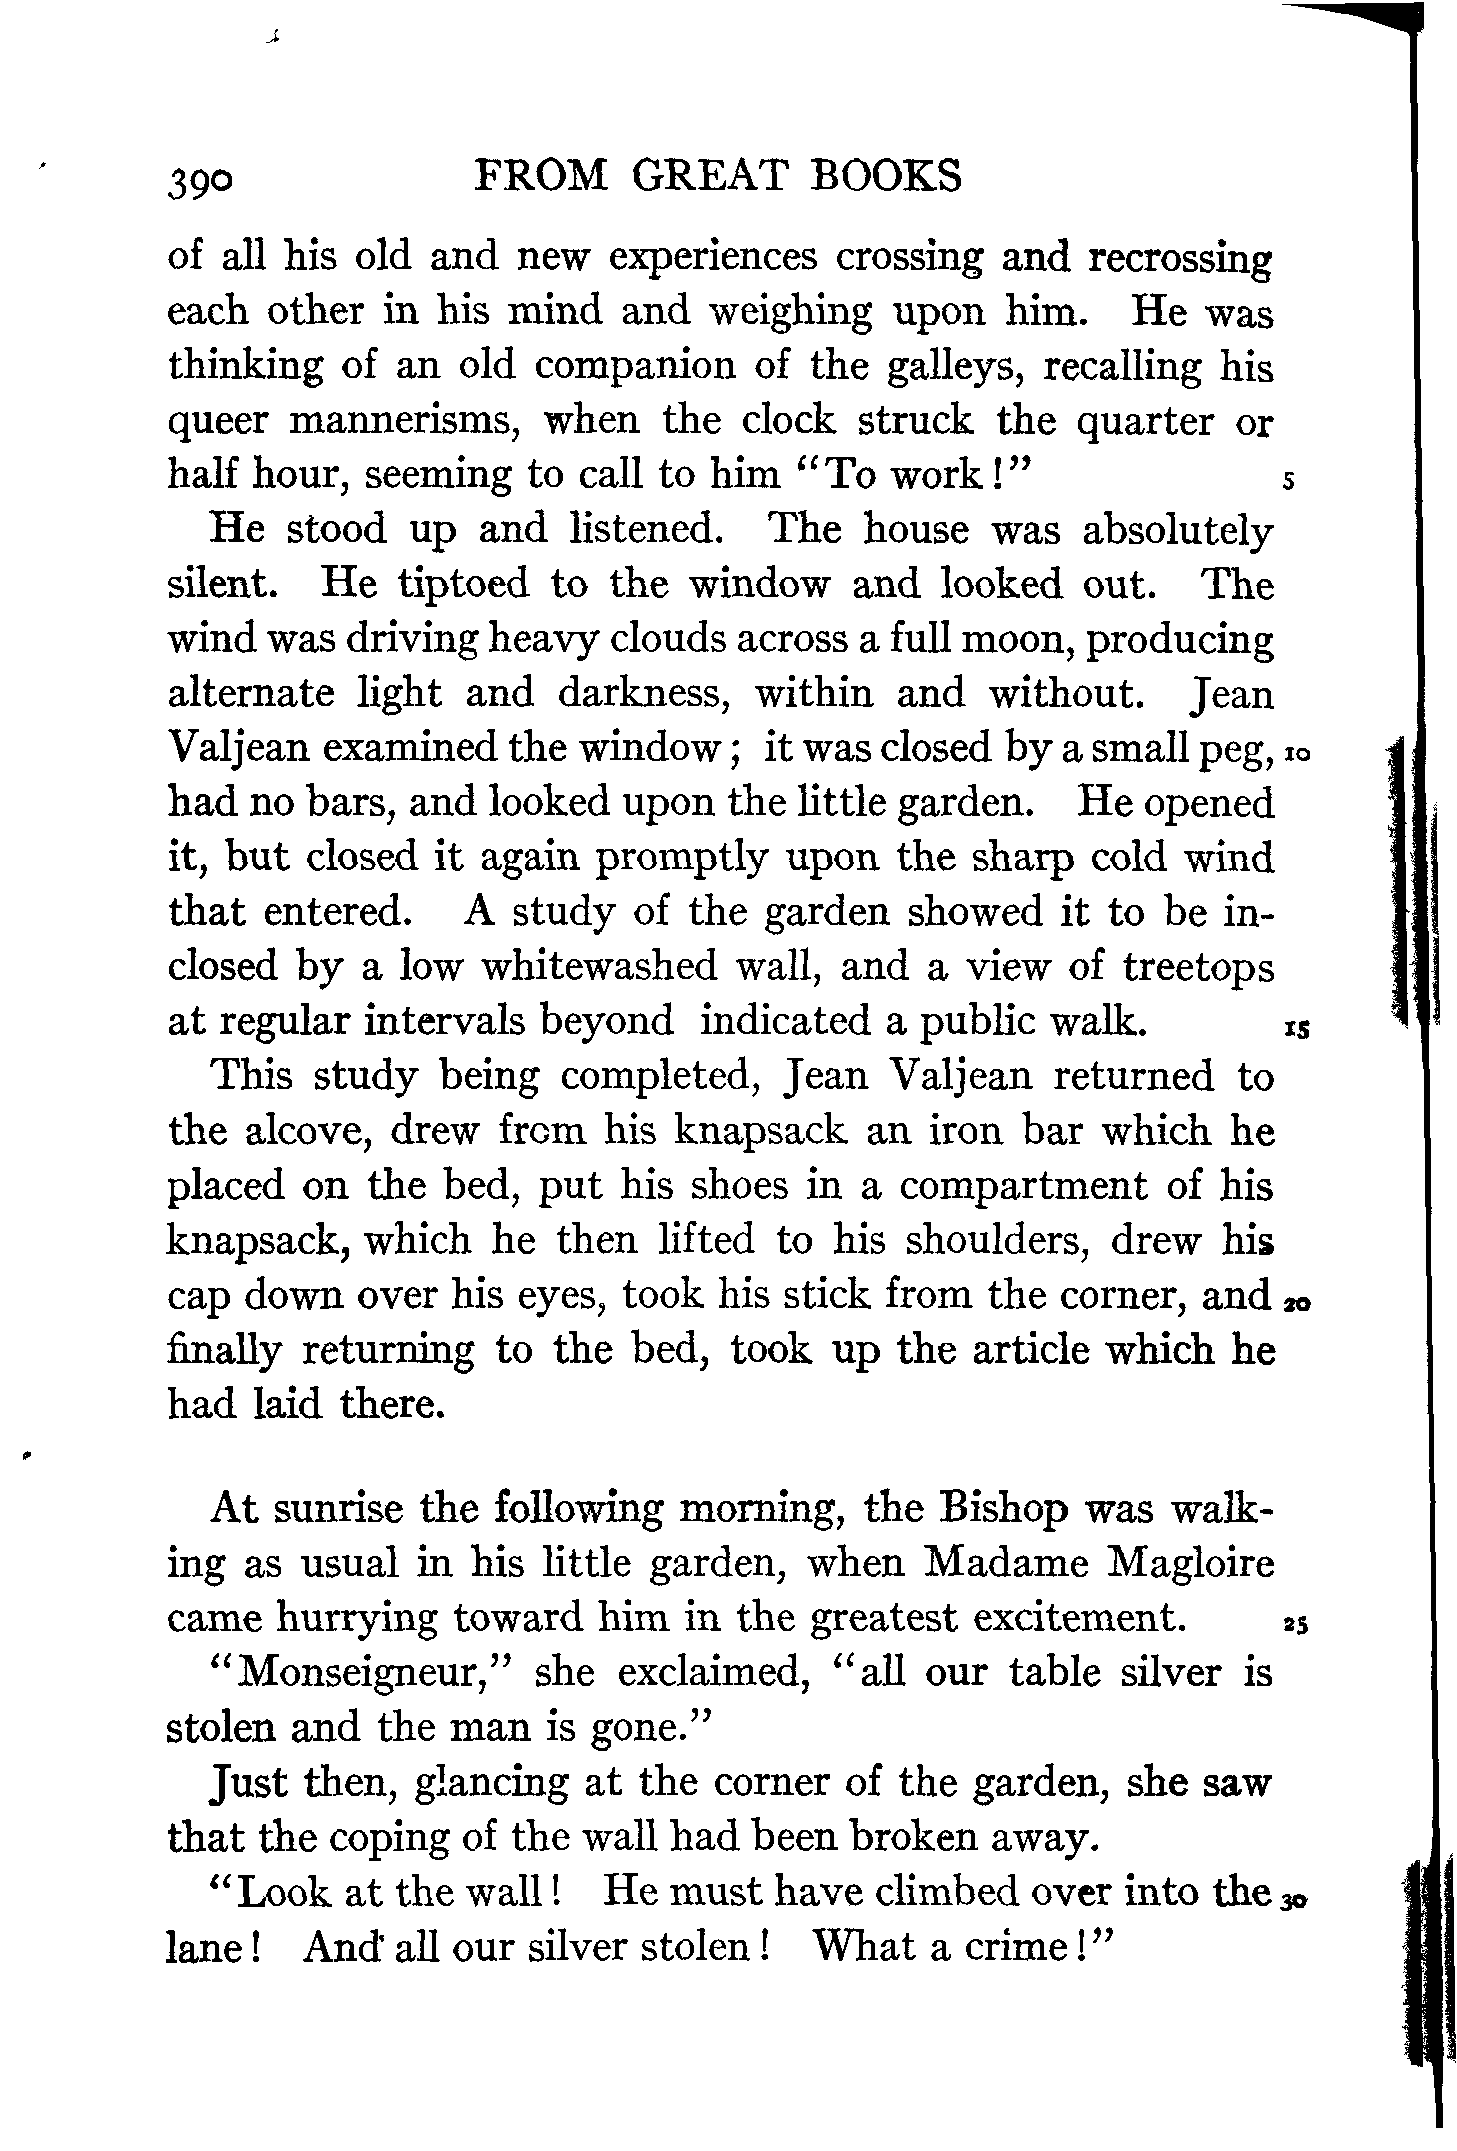 390 FROM GREAT BOOKS
of all his old and new experiences crossing and recrossing
each other in his mind and weighing upon him. He was
thinking of an old companion of the galleys, recalling his
queer mannerisms, when the clock struck the quarter or
half hour, seeming to call to him "To work!" 5
He stood up and listened. The house was absolutely
silent. He tiptoed to the window and looked out. The
wind was driving heavy clouds across a full moon, producing
alternate light and darkness, within and without. Jean
Valjean examined the window; it was closed by a small peg, 10
had no bars, and looked upon the little garden. He opened
it, but closed it again promptly upon the sharp cold wind
that entered. A study of the garden showed it to be in-
closed by a low whitewashed wall, and a view of treetops
at regular intervals beyond indicated a public walk. 15
This study being completed, Jean Valjean returned to
the alcove, drew from his knapsack an iron bar which he
placed on the bed, put his shoes in a compartment of his
knapsack, which he then lifted to his shoulders, drew his
cap down over his eyes, took his stick from the corner, and 20
finally returning to the bed, took up the article which he
had laid there.
At sunrise the following morning, the Bishop was walk-
ing as usual in his little garden, when Madame Magloire
came hurrying toward him in the greatest excitement. 25
"Monseigneur," she exclaimed, "all our table silver is
stolen and the man is gone."
Just then, glancing at the corner of the garden, she saw
that the coping of the wall had been broken away.
"Look at the wall! He must have climbed over into the 30
lane! And all our silver stolen! What a crime!"